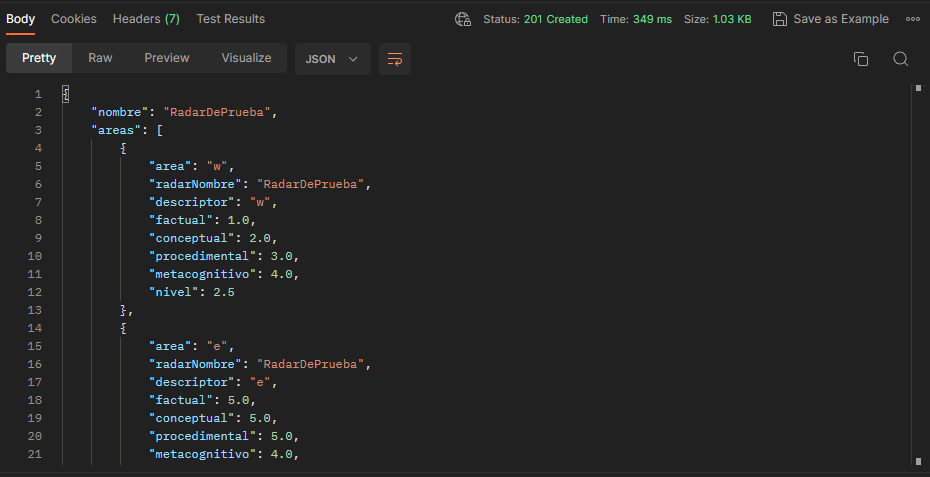 Body Cookies Headers (7) Test Results Status: 201 Created Time: 349 ms Size: 1.03 KB Save as Example
Pretty Raw Preview Visualize JSON
1 {
2 "nombre": "RadarDePrueba",
3 "areas": [
4 {
5 "area": "w",
6 "radarNombre": "RadarDePrueba",
7 "descriptor": "w",
8 "factual": 1.0,
9 "conceptual": 2.0,
10 "procedimental": 3.0,
11 "metacognitivo": 4.0,
12 "nivel": 2.5
13 },
14 {
15 "area": "e",
16 "radarNombre": "RadarDePrueba",
17 "descriptor": "e",
18 "factual": 5.0,
19 "conceptual": 5.0,
20 "procedimental": 5.0,
21 "metacognitivo": 4.0,